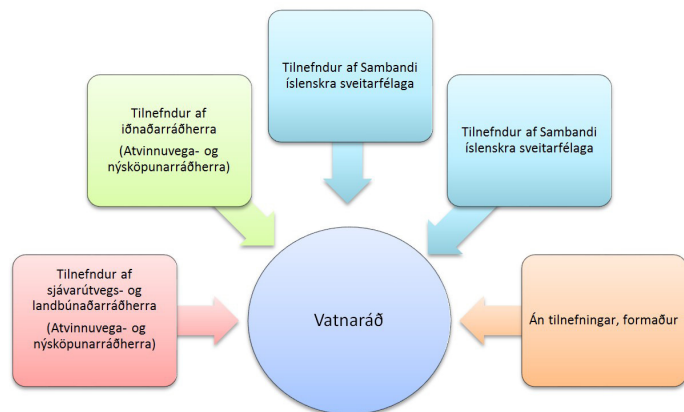 Tilnefndur af Sambandi
íslenskra sveitarfélaga
Tilnefndur af
iðnaðarráðherra
(Atvinnuvega- og
nýsköpunarráðherra)
Tilnefndur af Sambandi
íslenskra sveitarfélaga
Tilnefndur af
sjávarútvegs- og
landbúnaðarráðherra
(Atvinnuvega- og
nýsköpunarráðherra)
Vatnaráð
Án tilnefningar, formaður